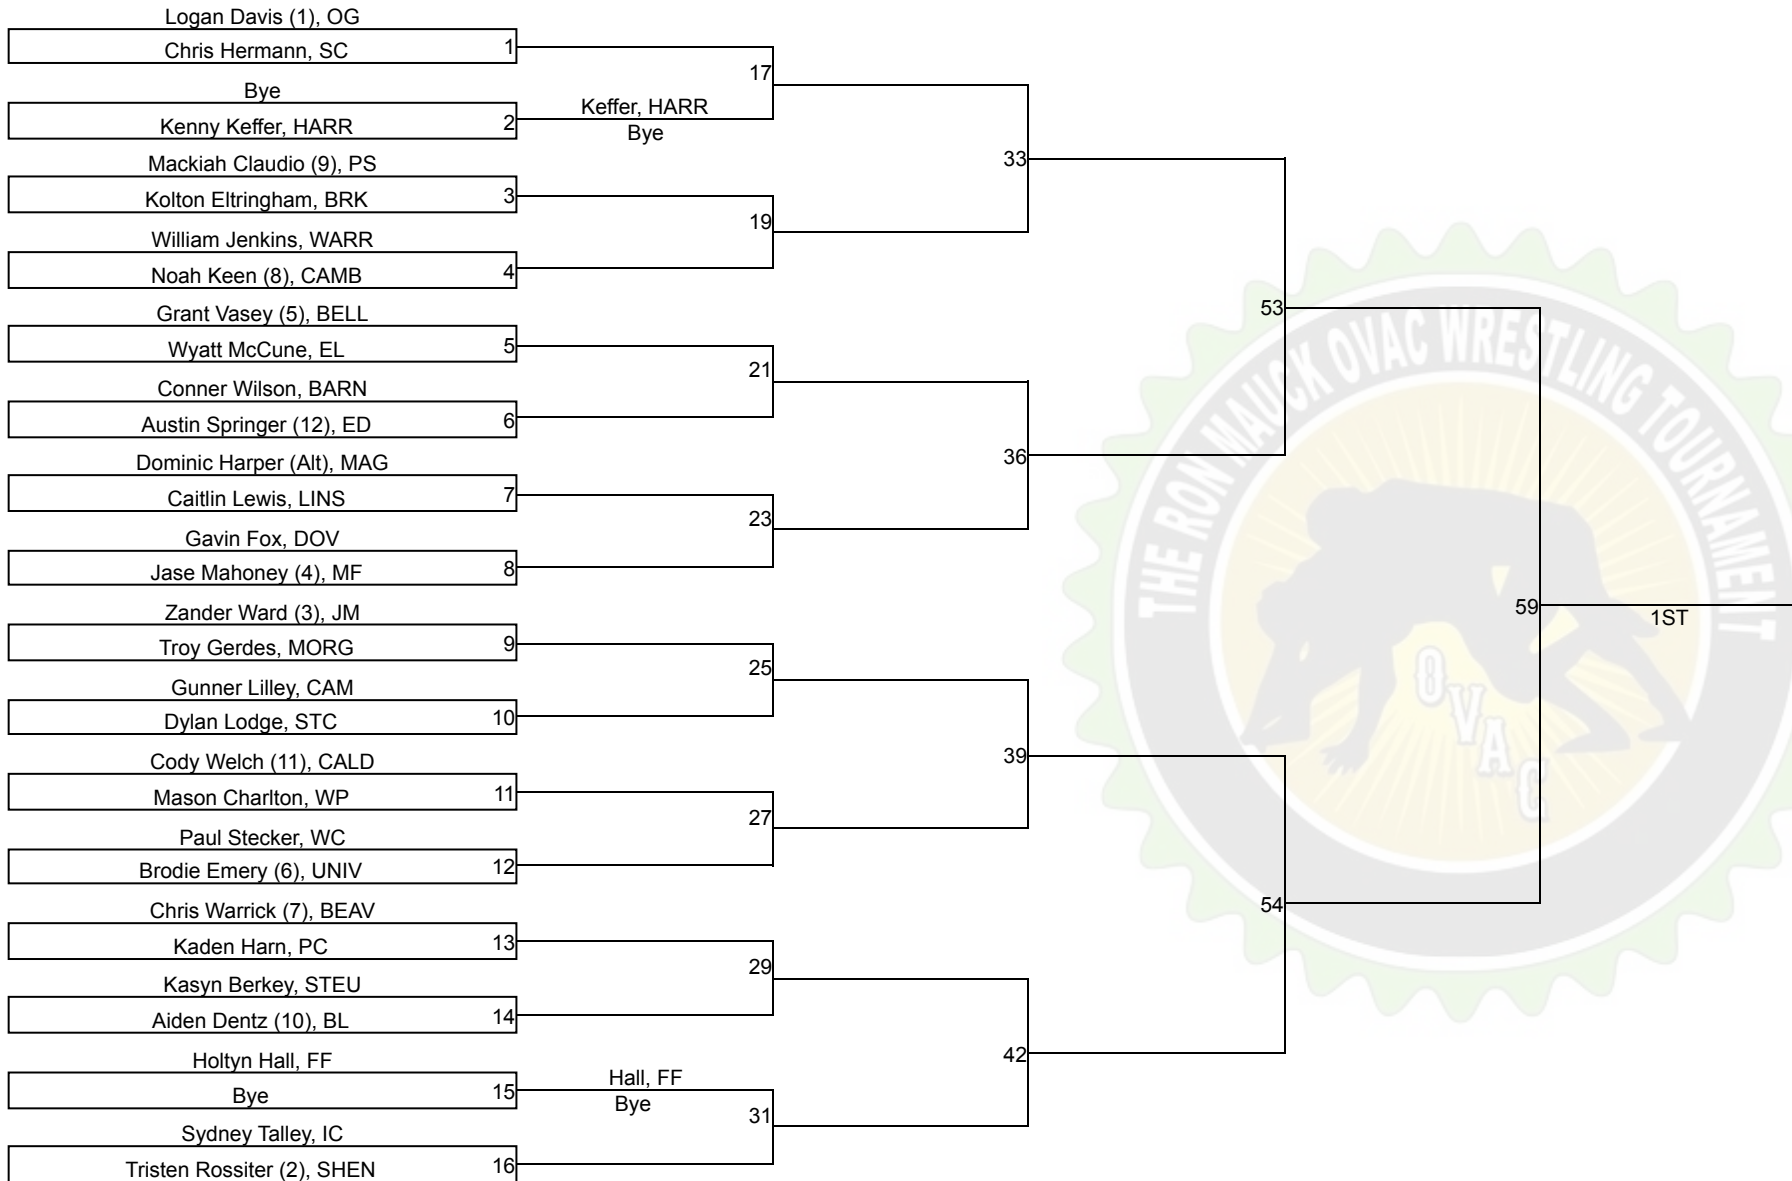 Logan Davis (1), OG
Chris Hermann, SC
1
17
Bye
Kenny Keffer, HARR
2
Keffer, HARR
Bye
33
Mackiah Claudio (9), PS
Kolton Eltringham, BRK
3
19
William Jenkins, WARR
Noah Keen (8), CAMB
4
53
Grant Vasey (5), BELL
Wyatt McCune, EL
5
21
Conner Wilson, BARN
Austin Springer (12), ED
6
36
Dominic Harper (Alt), MAG
Caitlin Lewis, LINS
7
23
Gavin Fox, DOV
Jase Mahoney (4), MF
8
59
1ST
Zander Ward (3), JM
Troy Gerdes, MORG
9
25
Gunner Lilley, CAM
Dylan Lodge, STC
10
39
Cody Welch (11), CALD
Mason Charlton, WP
11
27
Paul Stecker, WC
Brodie Emery (6), UNIV
12
54
Chris Warrick (7), BEAV
Kaden Harn, PC
13
29
Kasyn Berkey, STEU
Aiden Dentz (10), BL
14
42
Holtyn Hall, FF
Bye
15
Hall, FF
Bye
31
Sydney Talley, IC
Tristen Rossiter (2), SHEN
16
THE RON MAUCK OVAC WRESTLING TOURNAMENT
OVAC